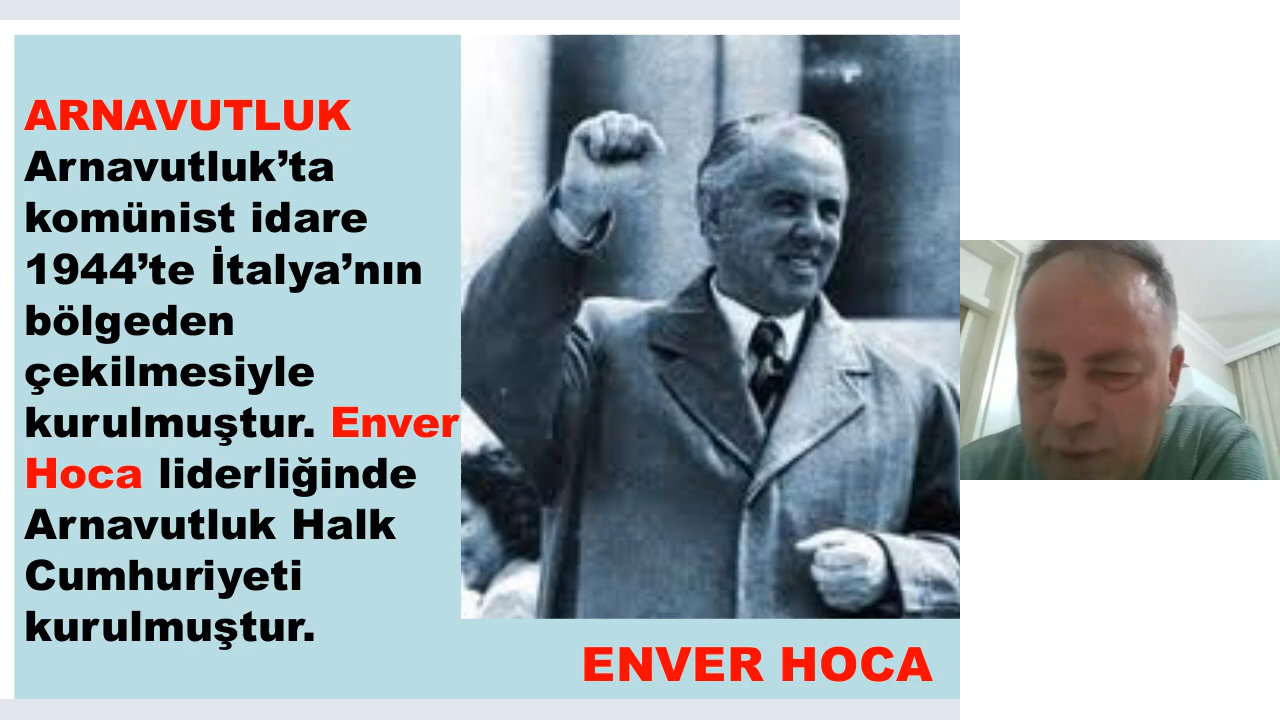 ARNAVUTLUK
Arnavutluk’ta
komünist idare
1944’te İtalya’nın
bölgeden
çekilmesiyle
kurulmuştur. Enver
Hoca liderliğinde
Arnavutluk Halk
Cumhuriyeti
kurulmuştur.
ENVER HOCA